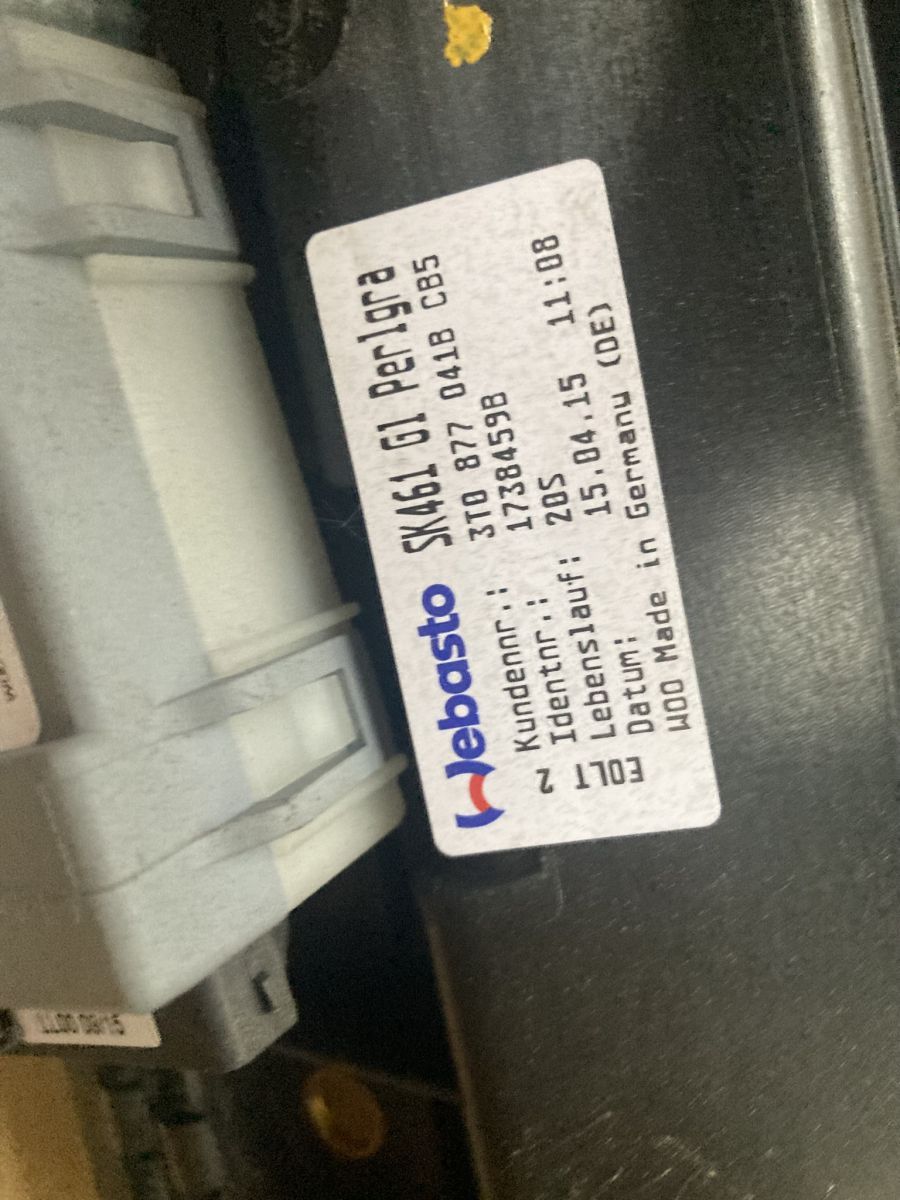 Webasto SK461 G1 Perlgra
3T0 877 041B CB5
Kundennr.: 1738459B
Identnr.: 20S
Lebenslauf: 15.04.15 11:08
Datum:
W00 Made in Germany (DE)
2
EOLT